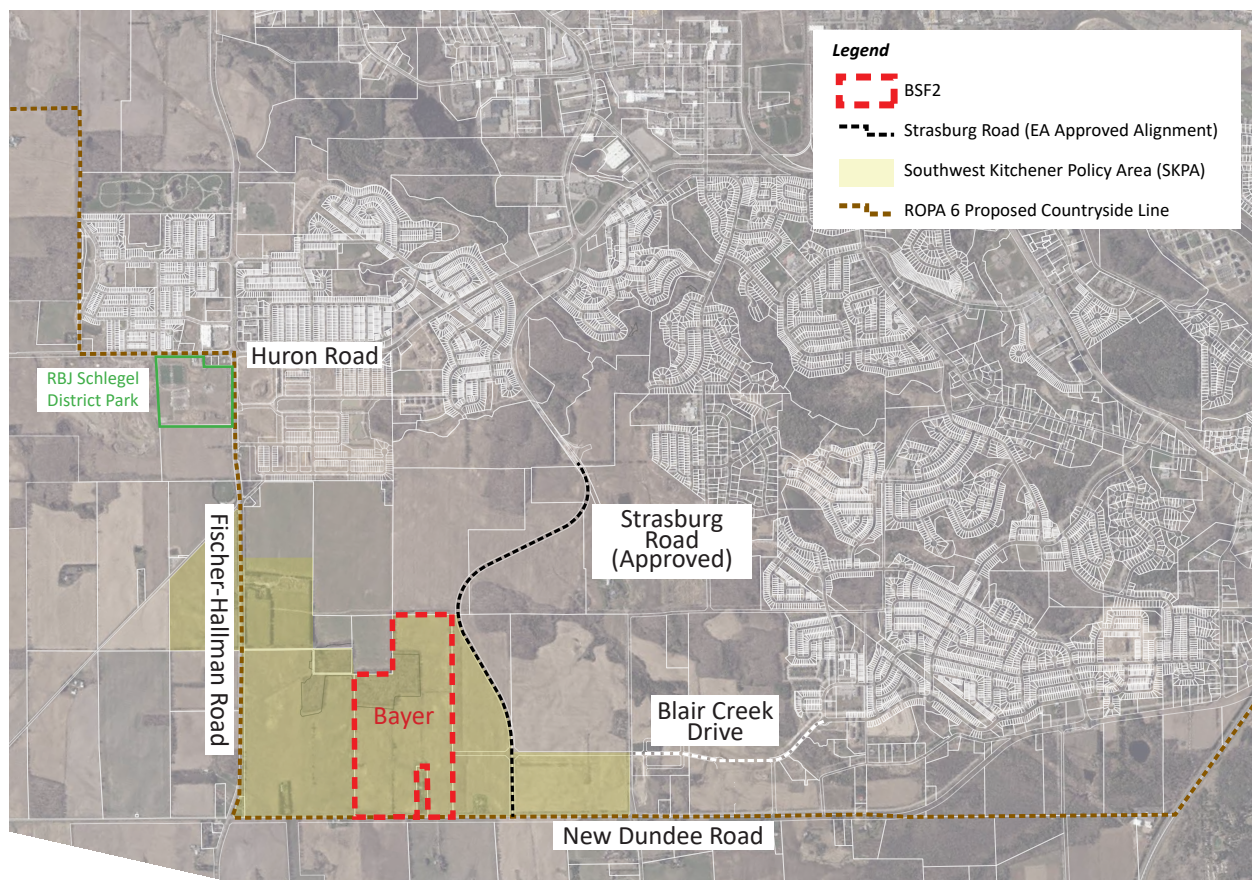 Legend
BSF2
Strasburg Road (EA Approved Alignment)
Southwest Kitchener Policy Area (SKPA)
ROPA 6 Proposed Countryside Line
Huron Road
RBJ Schlegel
District Park
Fischer-Hallman Road
Strasburg
Road
(Approved)
Bayer
Blair Creek
Drive
New Dundee Road